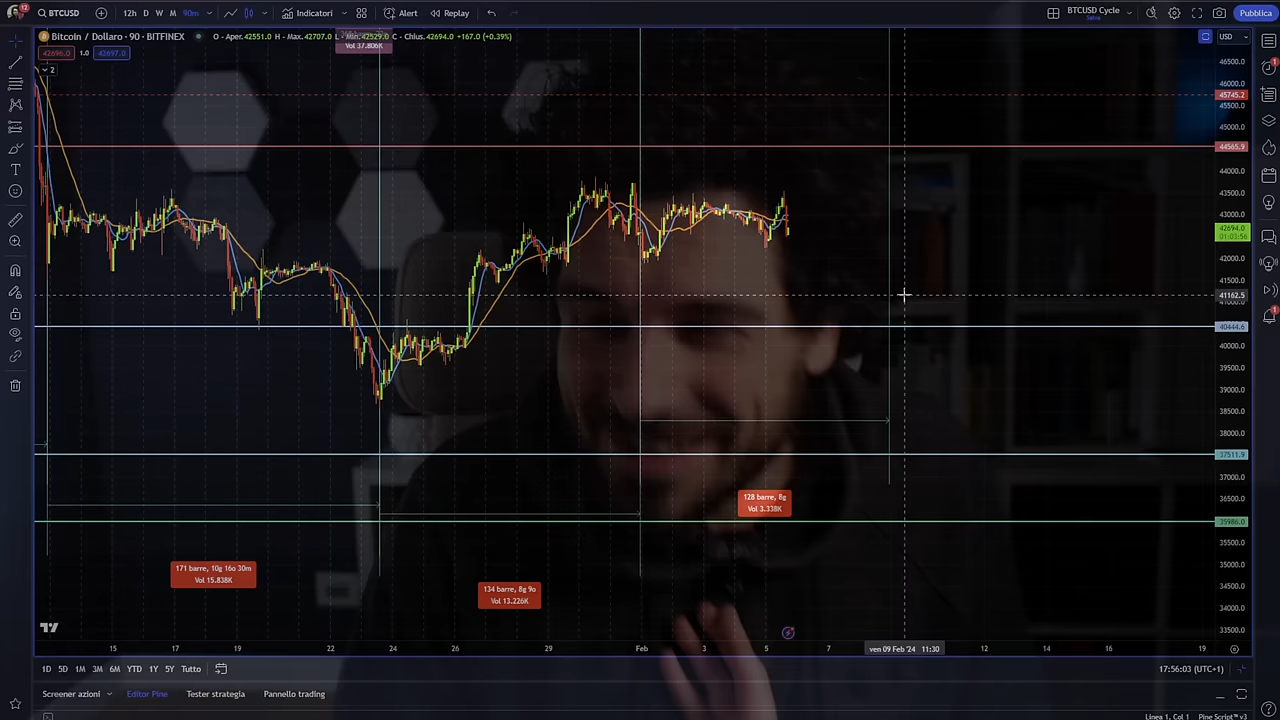 12
BTCUSD
12h D W M 90m
Indicatori
Alert
Replay
BTCUSD Cycle
Salva
Pubblica
Bitcoin / Dollaro · 90 · BITFINEX
O - Aper.42551.0 H - Max.42707.0 L - Min.42529.0 C - Chius.42694.0 +167.0 (+0.39%)
Vol 37.806K
42696.0 1.0 42697.0
2
USD
46500.0
46000.0
45745.2
45500.0
45000.0
44565.9
44000.0
43500.0
43000.0
42694.0
01:03:56
42000.0
41500.0
41162.5
41000.0
40444.6
40000.0
39500.0
39000.0
38500.0
38000.0
37511.9
37000.0
36500.0
35986.0
35500.0
35000.0
34500.0
34000.0
33500.0
128 barre, 8g
Vol 3.338K
171 barre, 10g 16o 30m
Vol 15.838K
134 barre, 8g 9o
Vol 13.226K
15 17 19 22 24 26 29 Feb 3 5 7 ven 09 Feb '24 11:30 12 14 16 19
1D 5D 1M 3M 6M YTD 1Y 5Y Tutto
17:56:03 (UTC+1)
Screener azioni Editor Pine Tester strategia Pannello trading
Linea 1, Col 1 Pine Script™ v3